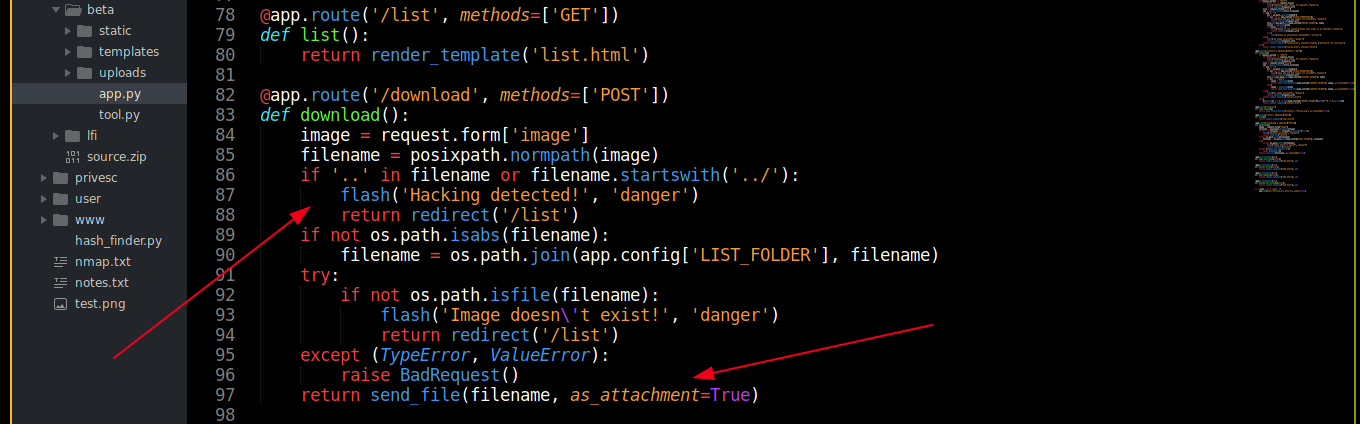 beta
static
templates
uploads
app.py
tool.py
lfi
source.zip
privesc
user
www
hash_finder.py
nmap.txt
notes.txt
test.png
78 @app.route('/list', methods=['GET'])
79 def list():
80     return render_template('list.html')
81
82 @app.route('/download', methods=['POST'])
83 def download():
84     image = request.form['image']
85     filename = posixpath.normpath(image)
86     if '..' in filename or filename.startswith('../'):
87         flash('Hacking detected!', 'danger')
88         return redirect('/list')
89     if not os.path.isabs(filename):
90         filename = os.path.join(app.config['LIST_FOLDER'], filename)
91     try:
92         if not os.path.isfile(filename):
93             flash('Image doesn\'t exist!', 'danger')
94             return redirect('/list')
95     except (TypeError, ValueError):
96         raise BadRequest()
97     return send_file(filename, as_attachment=True)
98